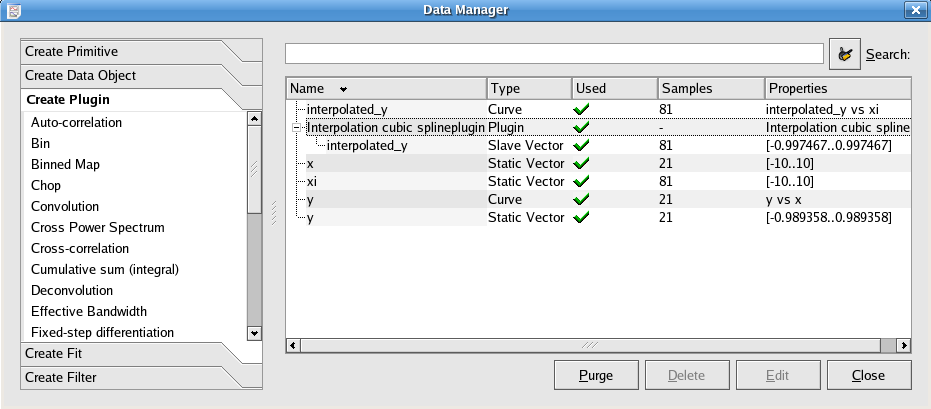 Data Manager
Create Primitive
Create Data Object
Create Plugin
Auto-correlation
Bin
Binned Map
Chop
Convolution
Cross Power Spectrum
Cross-correlation
Cumulative sum (integral)
Deconvolution
Effective Bandwidth
Fixed-step differentiation
Create Fit
Create Filter
Search:
Name Type Used Samples Properties
interpolated_y Curve 81 interpolated_y vs xi
Interpolation cubic splineplugin Plugin - Interpolation cubic spline
interpolated_y Slave Vector 81 [-0.997467..0.997467]
x Static Vector 21 [-10..10]
xi Static Vector 81 [-10..10]
y Curve 21 y vs x
y Static Vector 21 [-0.989358..0.989358]
Purge Delete Edit Close